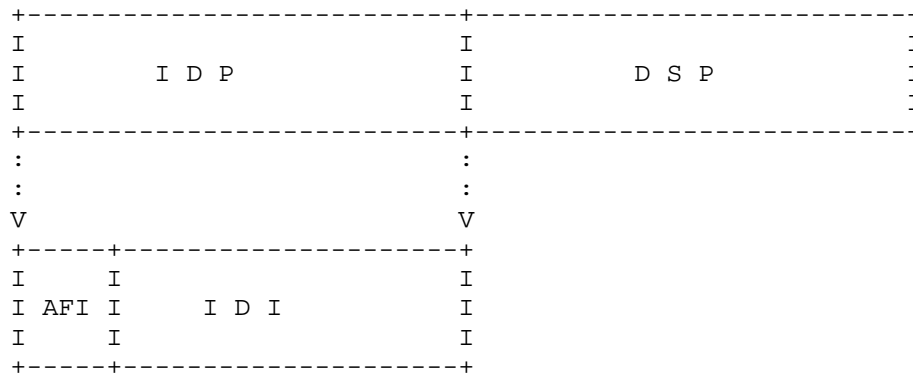 +---------------------------+---------------------------
I                           I                           I
I         I D P             I          D S P            I
I                           I                           I
+---------------------------+---------------------------
:                           :
:                           :
V                           V
+-----+---------------------+
I     I                     I
I AFI I     I D I           I
I     I                     I
+-----+---------------------+